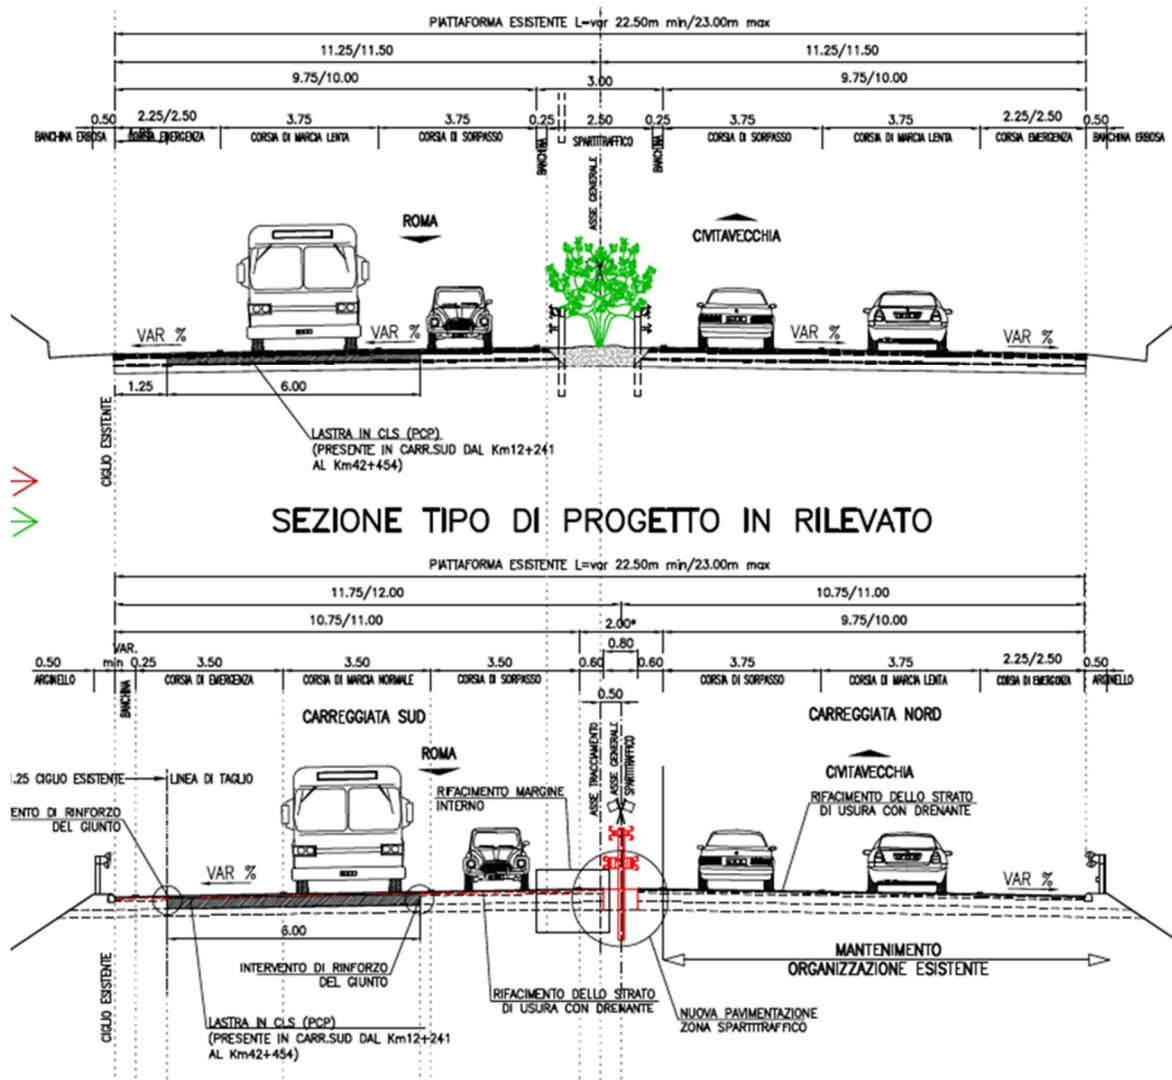 PIATTAFORMA ESISTENTE L=var 22.50m min/23.00m max
11.25/11.50 11.25/11.50
9.75/10.00 3.00 9.75/10.00
0.50 2.25/2.50 3.75 3.75 0.25 2.50 0.25 3.75 3.75 2.25/2.50 0.50
BANCHINA ERBOSA CORSIA EMERGENZA CORSIA DI MARCIA LENTA CORSIA DI SORPASSO BANCHINA SPARTITRAFFICO BANCHINA CORSIA DI SORPASSO CORSIA DI MARCIA LENTA CORSIA EMERGENZA BANCHINA ERBOSA
ASSE GENERALE
ROMA
CIVITAVECCHIA
VAR % VAR % VAR % VAR %
1.25 6.00
CIGLIO ESISTENTE
LASTRA IN CLS (PCP)
(PRESENTE IN CARR.SUD DAL Km12+241
AL Km42+454)
SEZIONE TIPO DI PROGETTO IN RILEVATO
PIATTAFORMA ESISTENTE L=var 22.50m min/23.00m max
11.75/12.00 10.75/11.00
10.75/11.00 2.00* 9.75/10.00
0.80
VAR.
0.50 min 0.25 3.50 3.50 3.50 0.60 0.60 3.75 3.75 2.25/2.50 0.50
ARGINELLO BANCHINA CORSIA DI EMERGENZA CORSIA DI MARCIA NORMALE CORSIA DI SORPASSO CORSIA DI SORPASSO CORSIA DI MARCIA LENTA CORSIA DI EMERGENZA ARGINELLO
0.50
CARREGGIATA SUD CARREGGIATA NORD
ASSE TRACCIAMENTO
ASSE GENERALE
SPARTITRAFFICO
ROMA
CIVITAVECCHIA
1.25 CIGLIO ESISTENTE LINEA DI TAGLIO
ENTO DI RINFORZO
DEL GIUNTO
RIFACIMENTO MARGINE
INTERNO
RIFACIMENTO DELLO STRATO
DI USURA CON DRENANTE
VAR % VAR %
6.00
CIGLIO ESISTENTE
INTERVENTO DI RINFORZO
DEL GIUNTO
MANTENIMENTO
ORGANIZZAZIONE ESISTENTE
RIFACIMENTO DELLO STRATO
DI USURA CON DRENANTE
NUOVA PAVIMENTAZIONE
ZONA SPARTITRAFFICO
LASTRA IN CLS (PCP)
(PRESENTE IN CARR.SUD DAL Km12+241
AL Km42+454)